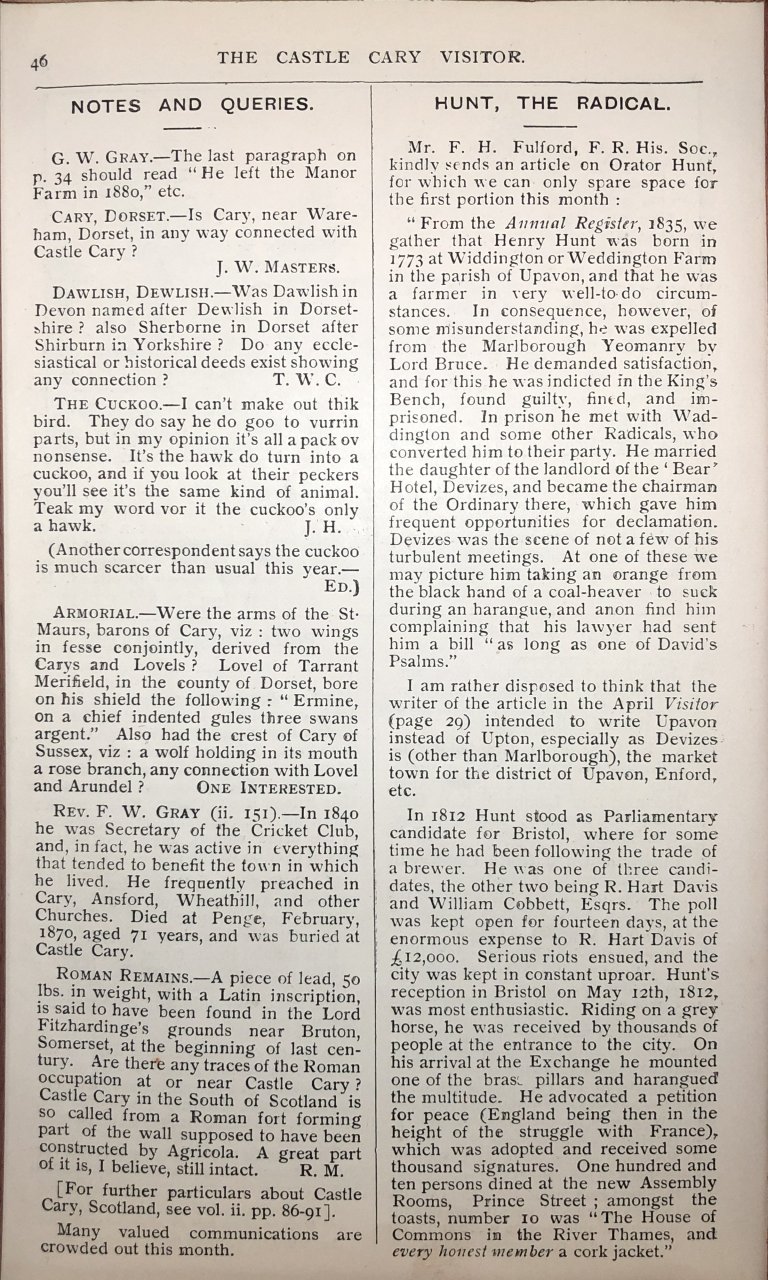 46
THE CASTLE CARY VISITOR.
NOTES AND QUERIES.
G. W. GRAY.—The last paragraph on
p. 34 should read "He left the Manor
Farm in 1880," etc.
CARY, DORSET.—Is Cary, near Ware-
ham, Dorset, in any way connected with
Castle Cary ?
J. W. MASTERS.
DAWLISH, DEWLISH.—Was Dawlish in
Devon named after Dewlish in Dorset-
shire ? also Sherborne in Dorset after
Shirburn in Yorkshire ? Do any eccle-
siastical or historical deeds exist showing
any connection ? T. W. C.
THE CUCKOO.—I can't make out thik
bird. They do say he do goo to vurrin
parts, but in my opinion it's all a pack ov
nonsense. It's the hawk do turn into a
cuckoo, and if you look at their peckers
you'll see it's the same kind of animal.
Teak my word vor it the cuckoo's only
a hawk. J. H.
(Another correspondent says the cuckoo
is much scarcer than usual this year.—
ED.)
ARMORIAL.—Were the arms of the St-
Maurs, barons of Cary, viz : two wings
in fesse conjointly, derived from the
Carys and Lovels ? Lovel of Tarrant
Merifield, in the county of Dorset, bore
on his shield the following : "Ermine,
on a chief indented gules three swans
argent." Also had the crest of Cary of
Sussex, viz : a wolf holding in its mouth
a rose branch, any connection with Lovel
and Arundel ? ONE INTERESTED.
REV. F. W. GRAY (ii. 151).—In 1840
he was Secretary of the Cricket Club,
and, in fact, he was active in everything
that tended to benefit the town in which
he lived. He frequently preached in
Cary, Ansford, Wheathill, and other
Churches. Died at Penge, February,
1870, aged 71 years, and was buried at
Castle Cary.
ROMAN REMAINS.—A piece of lead, 50
lbs. in weight, with a Latin inscription,
is said to have been found in the Lord
Fitzhardinge's grounds near Bruton,
Somerset, at the beginning of last cen-
tury. Are there any traces of the Roman
occupation at or near Castle Cary ?
Castle Cary in the South of Scotland is
so called from a Roman fort forming
part of the wall supposed to have been
constructed by Agricola. A great part
of it is, I believe, still intact. R. M.
[For further particulars about Castle
Cary, Scotland, see vol. ii. pp. 86-91].
Many valued communications are
crowded out this month.
HUNT, THE RADICAL.
Mr. F. H. Fulford, F. R. His. Soc.,
kindly sends an article on Orator Hunt,
for which we can only spare space for
the first portion this month :
"From the Annual Register, 1835, we
gather that Henry Hunt was born in
1773 at Widdington or Weddington Farm
in the parish of Upavon, and that he was
a farmer in very well-to-do circum-
stances. In consequence, however, of
some misunderstanding, he was expelled
from the Marlborough Yeomanry by
Lord Bruce. He demanded satisfaction,
and for this he was indicted in the King's
Bench, found guilty, fined, and im-
prisoned. In prison he met with Wad-
dington and some other Radicals, who
converted him to their party. He married
the daughter of the landlord of the 'Bear'
Hotel, Devizes, and became the chairman
of the Ordinary there, which gave him
frequent opportunities for declamation.
Devizes was the scene of not a few of his
turbulent meetings. At one of these we
may picture him taking an orange from
the black hand of a coal-heaver to suck
during an harangue, and anon find him
complaining that his lawyer had sent
him a bill "as long as one of David's
Psalms."
I am rather disposed to think that the
writer of the article in the April Visitor
(page 29) intended to write Upavon
instead of Upton, especially as Devizes
is (other than Marlborough), the market
town for the district of Upavon, Enford,
etc.
In 1812 Hunt stood as Parliamentary
candidate for Bristol, where for some
time he had been following the trade of
a brewer. He was one of three candi-
dates, the other two being R. Hart Davis
and William Cobbett, Esqrs. The poll
was kept open for fourteen days, at the
enormous expense to R. Hart Davis of
£12,000. Serious riots ensued, and the
city was kept in constant uproar. Hunt's
reception in Bristol on May 12th, 1812,
was most enthusiastic. Riding on a grey
horse, he was received by thousands of
people at the entrance to the city. On
his arrival at the Exchange he mounted
one of the brass pillars and harangued
the multitude. He advocated a petition
for peace (England being then in the
height of the struggle with France),
which was adopted and received some
thousand signatures. One hundred and
ten persons dined at the new Assembly
Rooms, Prince Street ; amongst the
toasts, number 10 was "The House of
Commons in the River Thames, and
every honest member a cork jacket."